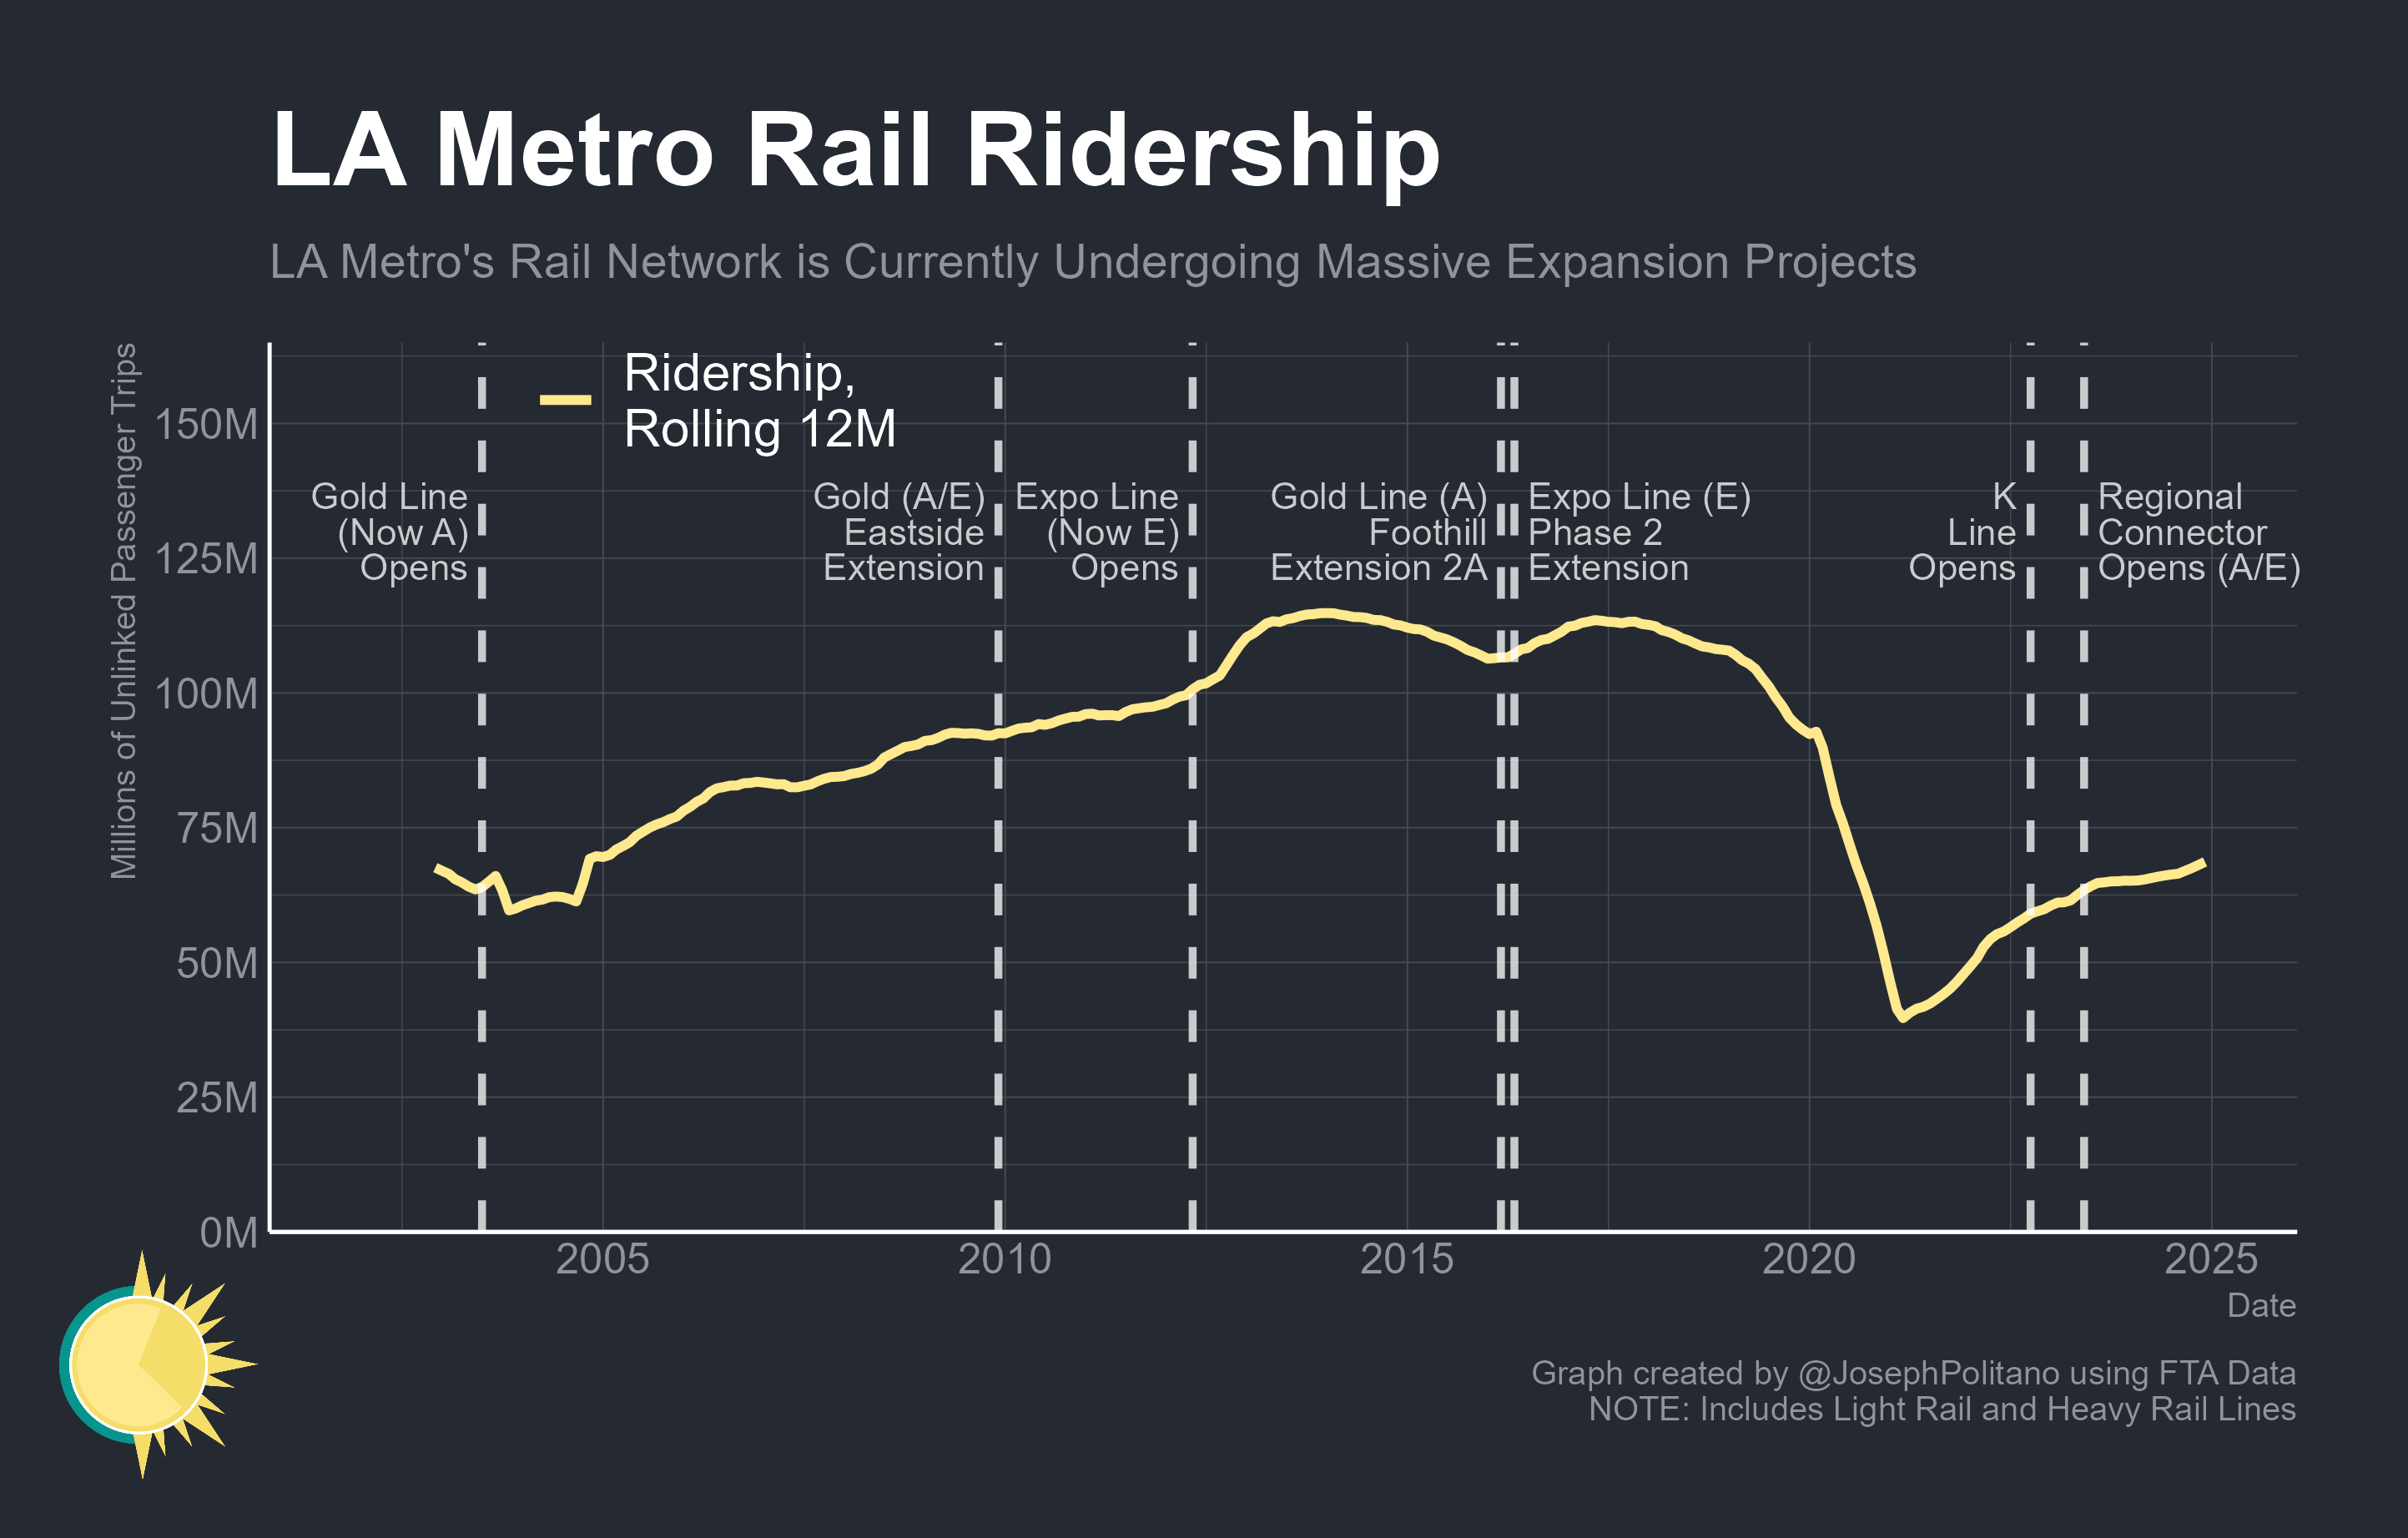 LA Metro Rail Ridership
LA Metro's Rail Network is Currently Undergoing Massive Expansion Projects
Millions of Unlinked Passenger Trips
150M
125M
100M
75M
50M
25M
0M
Ridership,
Rolling 12M
Gold Line
(Now A)
Opens
Gold (A/E)
Eastside
Extension
Expo Line
(Now E)
Opens
Gold Line (A)
Foothill
Extension 2A
Expo Line (E)
Phase 2
Extension
K
Line
Opens
Regional
Connector
Opens (A/E)
2005
2010
2015
2020
2025
Date
Graph created by @JosephPolitano using FTA Data
NOTE: Includes Light Rail and Heavy Rail Lines